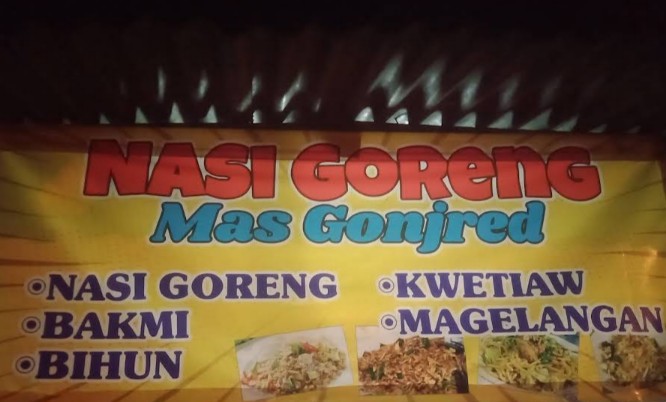 NASI GORENG
Mas Gonjred
NASI GORENG
BAKMI
BIHUN
KWETIAW
MAGELANGAN